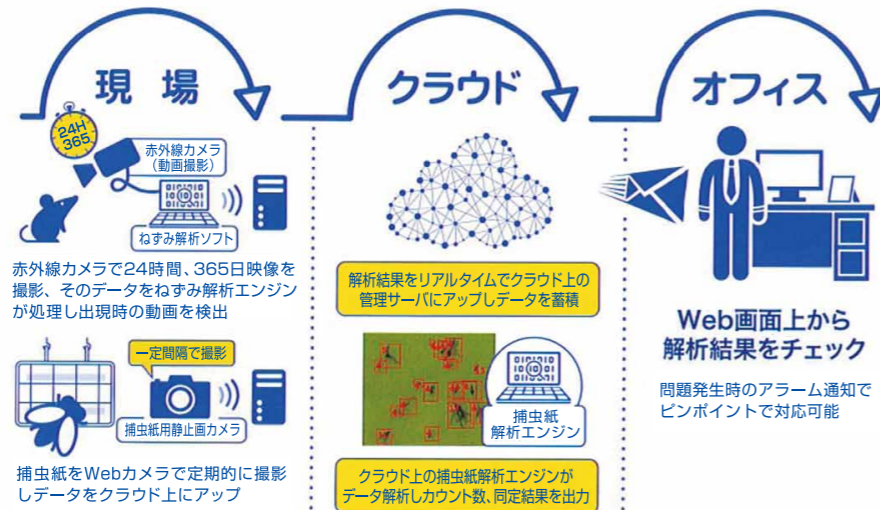 現場
24H
365
赤外線カメラ
（動画撮影）
ねずみ解析ソフト
赤外線カメラで24時間、365日映像を
撮影、そのデータをねずみ解析エンジン
が処理し出現時の動画を検出
一定間隔で撮影
捕虫紙用静止画カメラ
捕虫紙をWebカメラで定期的に撮影
しデータをクラウド上にアップ
クラウド
解析結果をリアルタイムでクラウド上の
管理サーバにアップしデータを蓄積
捕虫紙
解析エンジン
クラウド上の捕虫紙解析エンジンが
データ解析しカウント数、同定結果を出力
オフィス
Web画面上から
解析結果をチェック
問題発生時のアラーム通知で
ピンポイントで対応可能